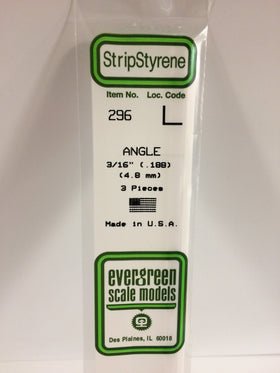 StripStyrene
Item No. Loc. Code
296
ANGLE
3/16" (.188)
(4.8 mm)
3 Pieces
Made in U.S.A.
evergreen
scale models
Des Plaines, IL 60018